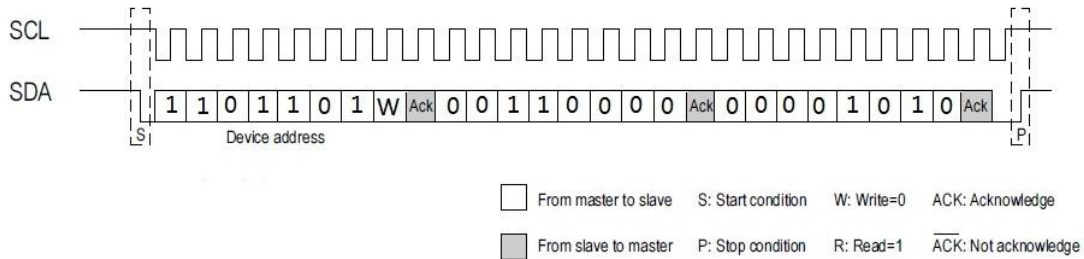 SCL
SDA 1 1 0 1 1 0 1 W Ack 0 0 1 1 0 0 0 0 Ack 0 0 0 0 1 0 1 0 Ack
S Device address P
From master to slave S: Start condition W: Write=0 ACK: Acknowledge
From slave to master P: Stop condition R: Read=1 A̅C̅K̅: Not acknowledge